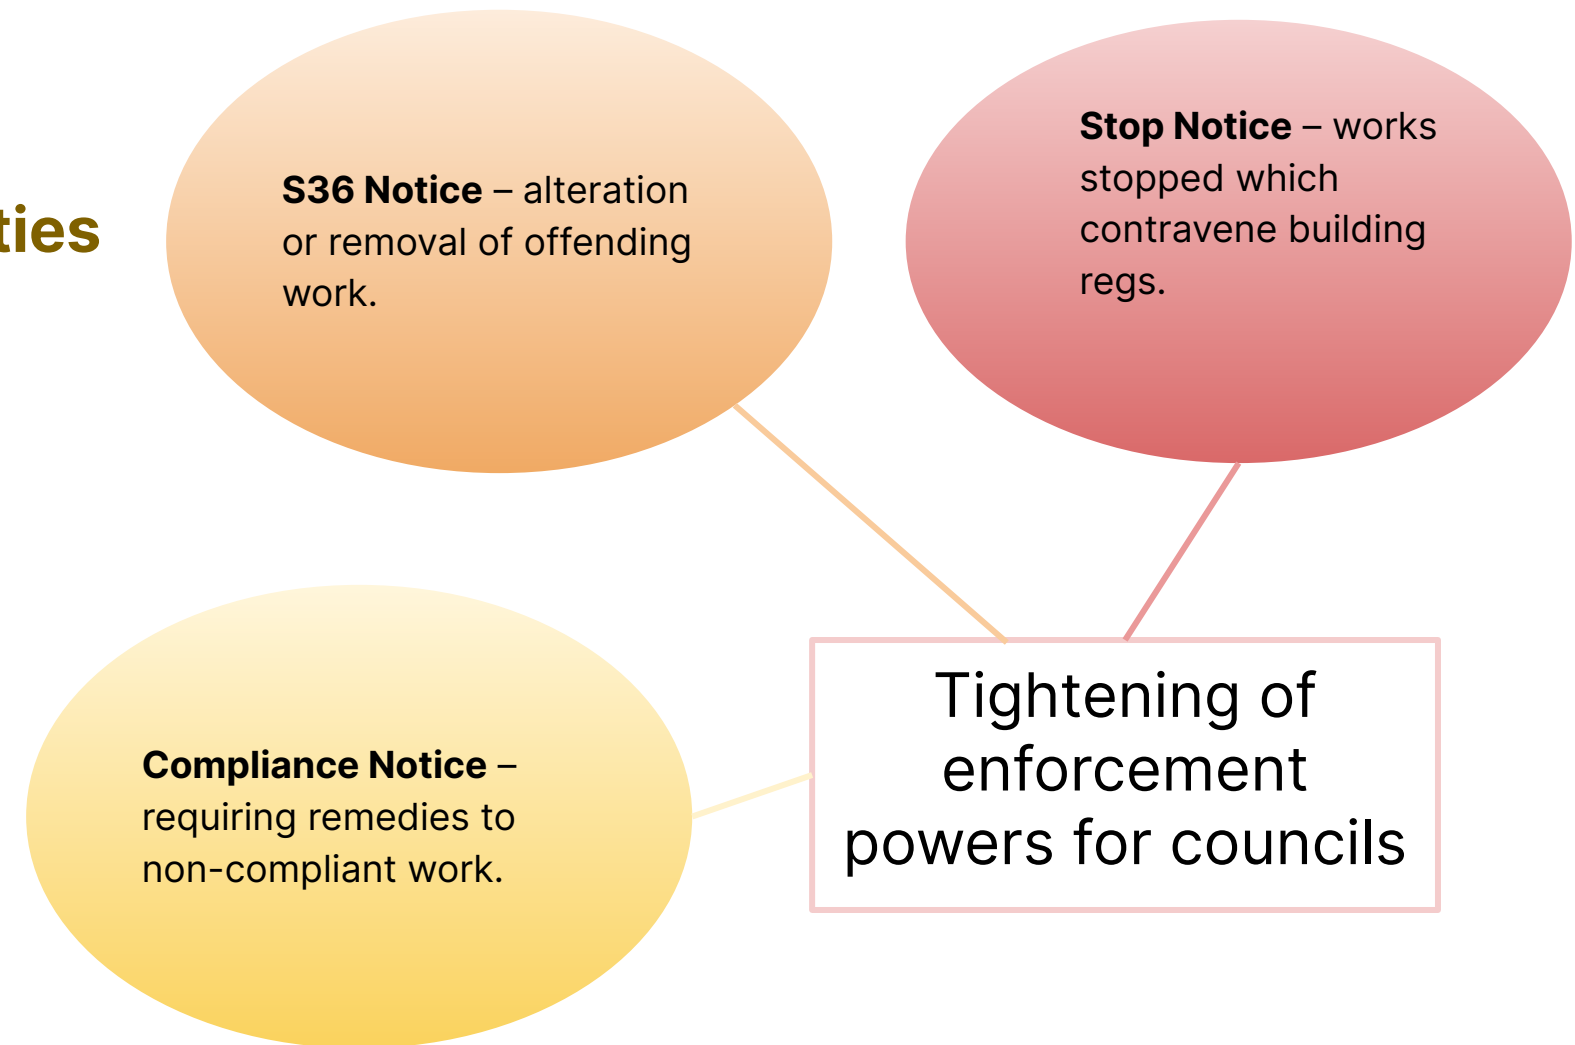 ties
S36 Notice – alteration
or removal of offending
work.
Stop Notice – works
stopped which
contravene building
regs.
Compliance Notice –
requiring remedies to
non-compliant work.
Tightening of
enforcement
powers for councils